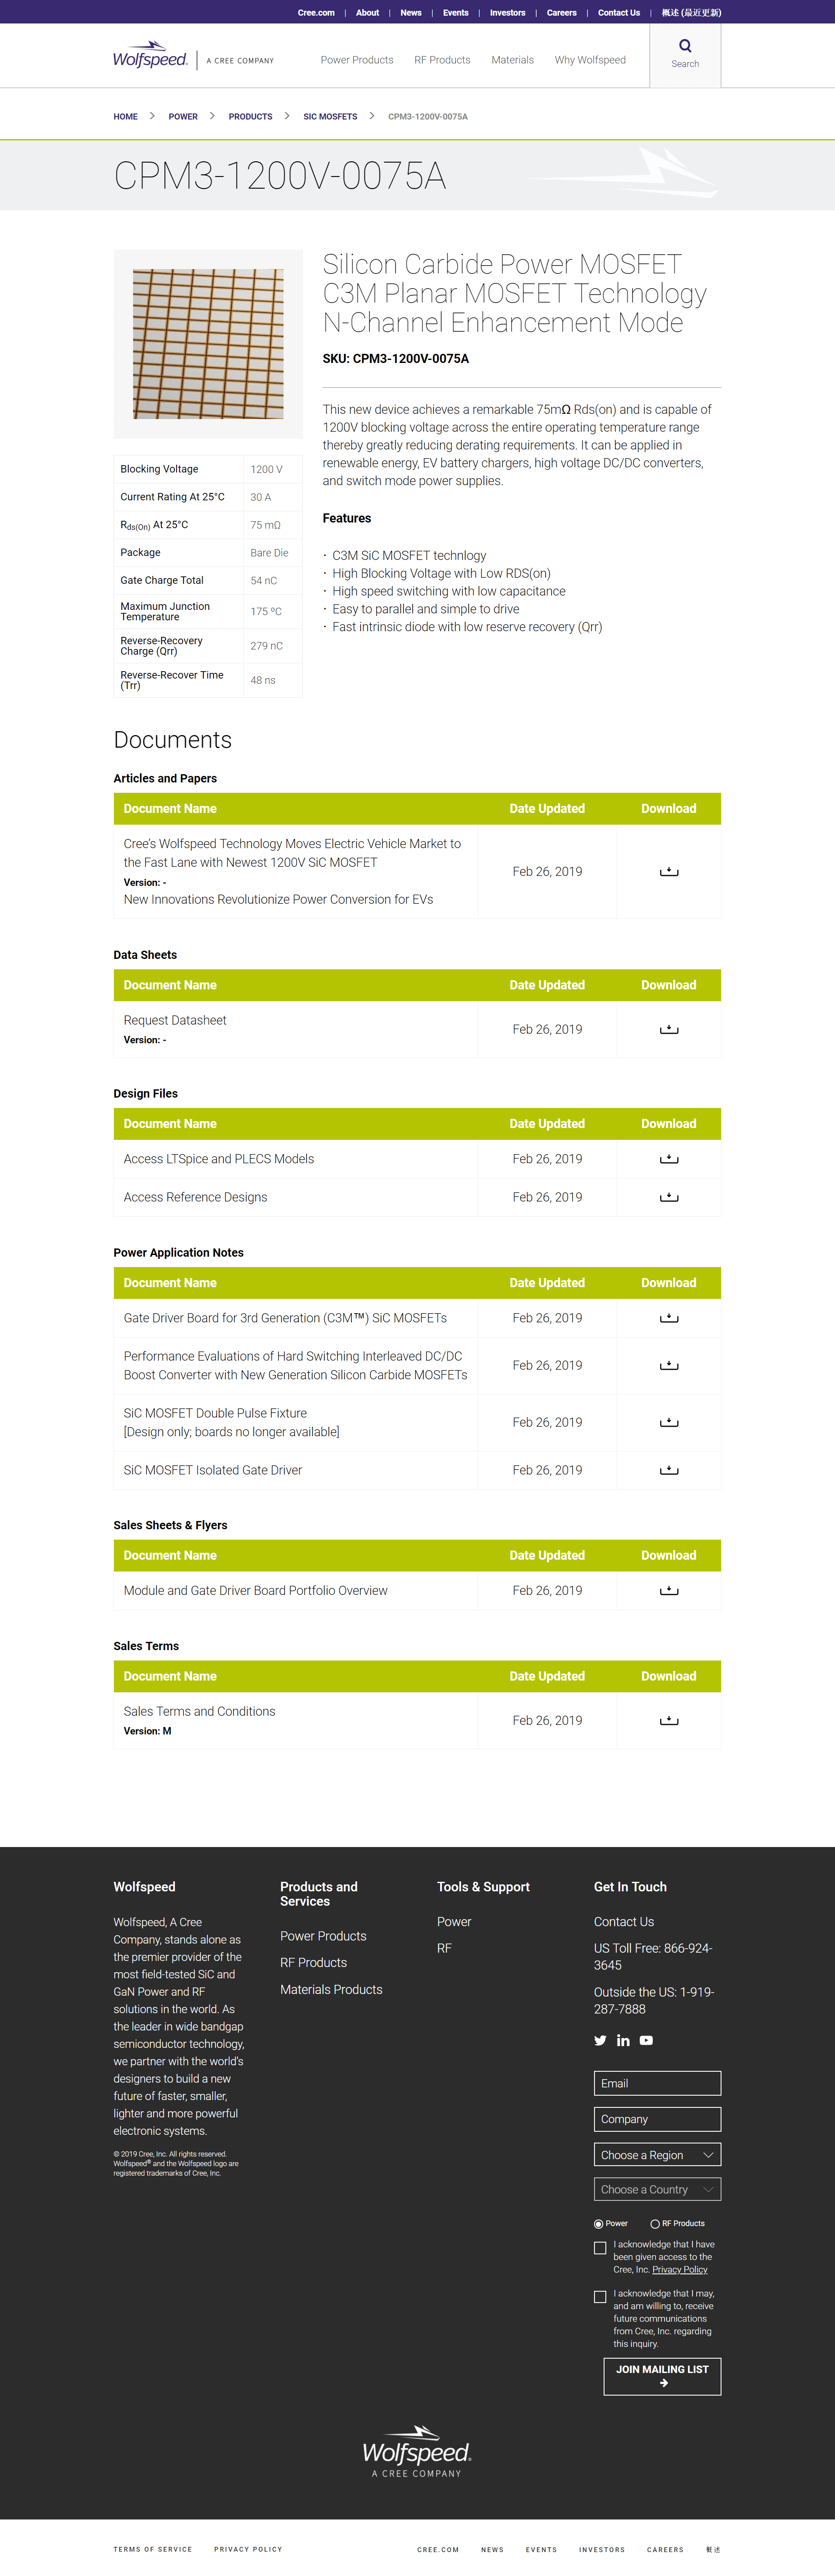 Cree.com | About | News | Events | Investors | Careers | Contact Us | 概述 (最近更新)
Wolfspeed. | A CREE COMPANY
Power Products RF Products Materials Why Wolfspeed
Search
HOME > POWER > PRODUCTS > SIC MOSFETS > CPM3-1200V-0075A
CPM3-1200V-0075A
Silicon Carbide Power MOSFET
C3M Planar MOSFET Technology
N-Channel Enhancement Mode
SKU: CPM3-1200V-0075A
This new device achieves a remarkable 75mΩ Rds(on) and is capable of
1200V blocking voltage across the entire operating temperature range
thereby greatly reducing derating requirements. It can be applied in
renewable energy, EV battery chargers, high voltage DC/DC converters,
and switch mode power supplies.
Features
· C3M SiC MOSFET technlogy
· High Blocking Voltage with Low RDS(on)
· High speed switching with low capacitance
· Easy to parallel and simple to drive
· Fast intrinsic diode with low reserve recovery (Qrr)
Blocking Voltage 1200 V
Current Rating At 25°C 30 A
Rds(On) At 25°C 75 mΩ
Package Bare Die
Gate Charge Total 54 nC
Maximum Junction
Temperature 175 ºC
Reverse-Recovery
Charge (Qrr) 279 nC
Reverse-Recover Time
(Trr) 48 ns
Documents
Articles and Papers
Document Name Date Updated Download
Cree’s Wolfspeed Technology Moves Electric Vehicle Market to
the Fast Lane with Newest 1200V SiC MOSFET
Version: -
New Innovations Revolutionize Power Conversion for EVs
Feb 26, 2019
Data Sheets
Document Name Date Updated Download
Request Datasheet
Version: -
Feb 26, 2019
Design Files
Document Name Date Updated Download
Access LTSpice and PLECS Models Feb 26, 2019
Access Reference Designs Feb 26, 2019
Power Application Notes
Document Name Date Updated Download
Gate Driver Board for 3rd Generation (C3M™) SiC MOSFETs Feb 26, 2019
Performance Evaluations of Hard Switching Interleaved DC/DC
Boost Converter with New Generation Silicon Carbide MOSFETs
Feb 26, 2019
SiC MOSFET Double Pulse Fixture
[Design only; boards no longer available]
Feb 26, 2019
SiC MOSFET Isolated Gate Driver Feb 26, 2019
Sales Sheets & Flyers
Document Name Date Updated Download
Module and Gate Driver Board Portfolio Overview Feb 26, 2019
Sales Terms
Document Name Date Updated Download
Sales Terms and Conditions
Version: M
Feb 26, 2019
Wolfspeed
Wolfspeed, A Cree
Company, stands alone as
the premier provider of the
most field-tested SiC and
GaN Power and RF
solutions in the world. As
the leader in wide bandgap
semiconductor technology,
we partner with the world's
designers to build a new
future of faster, smaller,
lighter and more powerful
electronic systems.
© 2019 Cree, Inc. All rights reserved.
Wolfspeed® and the Wolfspeed logo are
registered trademarks of Cree, Inc.
Products and
Services
Power Products
RF Products
Materials Products
Tools & Support
Power
RF
Get In Touch
Contact Us
US Toll Free: 866-924-
3645
Outside the US: 1-919-
287-7888
Email
Company
Choose a Region
Choose a Country
Power RF Products
I acknowledge that I have
been given access to the
Cree, Inc. Privacy Policy
I acknowledge that I may,
and am willing to, receive
future communications
from Cree, Inc. regarding
this inquiry.
JOIN MAILING LIST
Wolfspeed.
A CREE COMPANY
TERMS OF SERVICE PRIVACY POLICY CREE.COM NEWS EVENTS INVESTORS CAREERS 概述